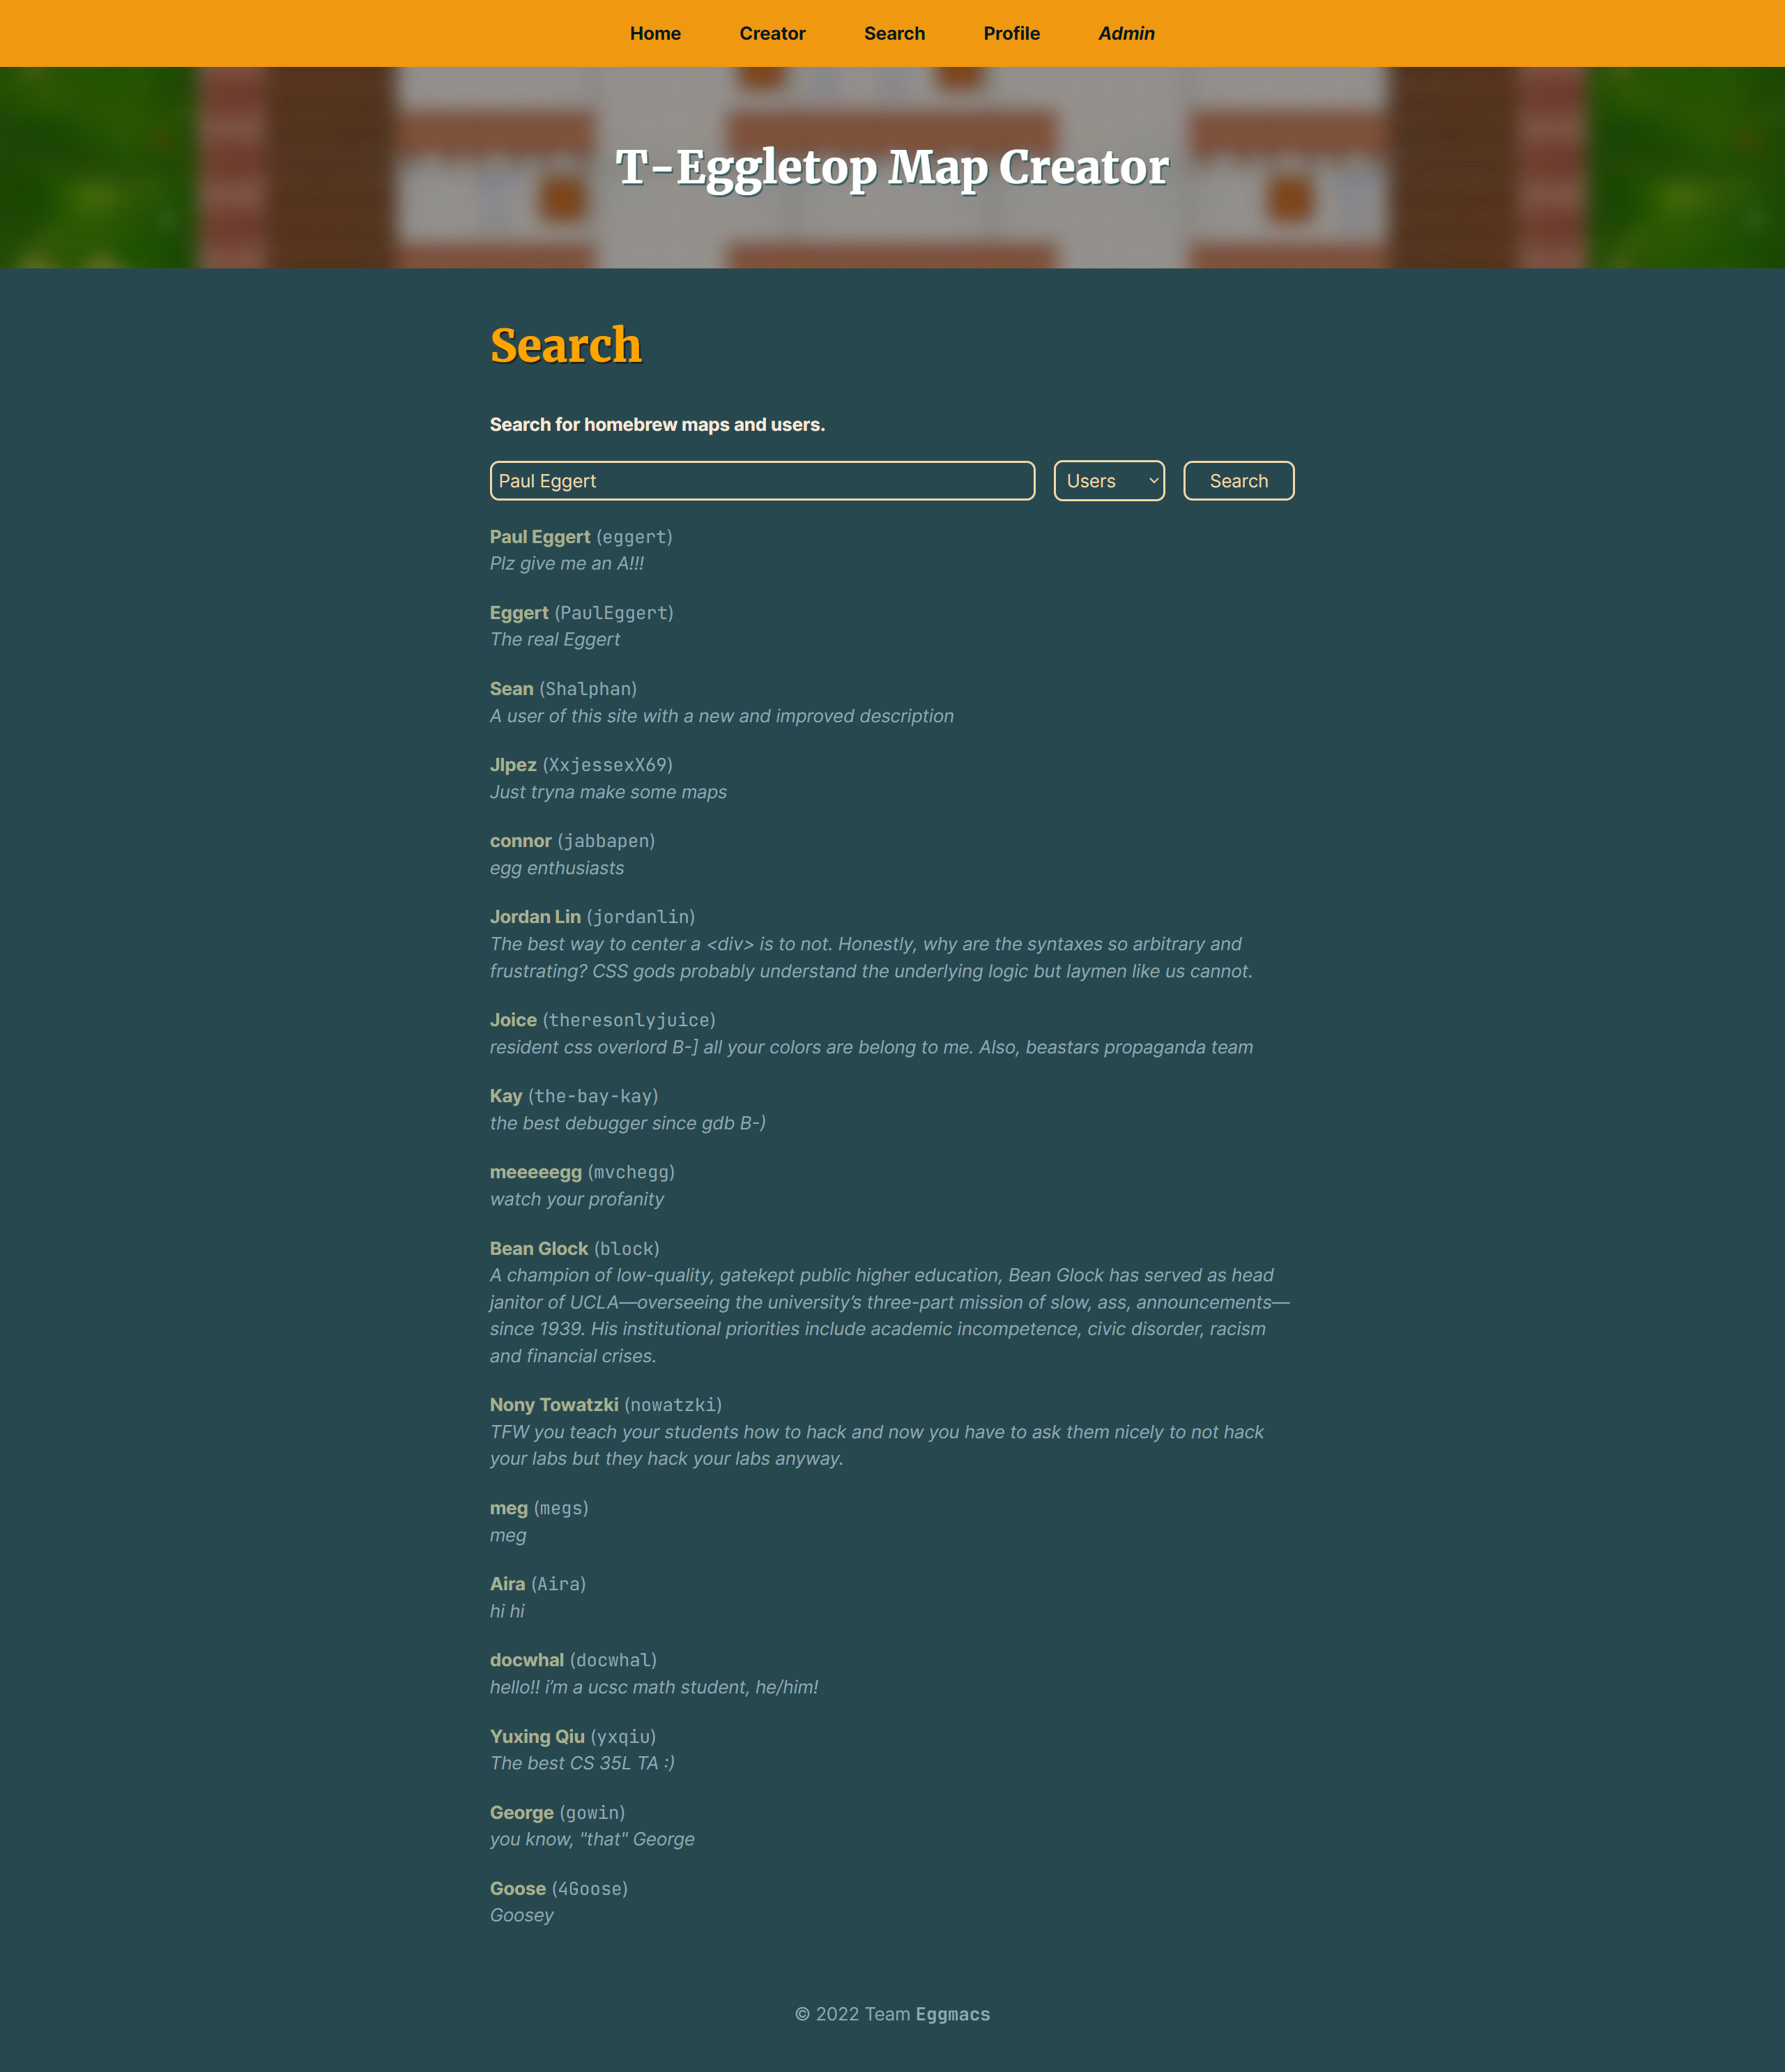 Home Creator Search Profile Admin
T-Eggletop Map Creator
Search
Search for homebrew maps and users.
Paul Eggert Users Search
Paul Eggert (eggert)
Plz give me an A!!!
Eggert (PaulEggert)
The real Eggert
Sean (Shalphan)
A user of this site with a new and improved description
Jlpez (XxjessexX69)
Just tryna make some maps
connor (jabbapen)
egg enthusiasts
Jordan Lin (jordanlin)
The best way to center a <div> is to not. Honestly, why are the syntaxes so arbitrary and
frustrating? CSS gods probably understand the underlying logic but laymen like us cannot.
Joice (theresonlyjuice)
resident css overlord B-] all your colors are belong to me. Also, beastars propaganda team
Kay (the-bay-kay)
the best debugger since gdb B-)
meeeeegg (mvchegg)
watch your profanity
Bean Glock (block)
A champion of low-quality, gatekept public higher education, Bean Glock has served as head
janitor of UCLA—overseeing the university’s three-part mission of slow, ass, announcements—
since 1939. His institutional priorities include academic incompetence, civic disorder, racism
and financial crises.
Nony Towatzki (nowatzki)
TFW you teach your students how to hack and now you have to ask them nicely to not hack
your labs but they hack your labs anyway.
meg (megs)
meg
Aira (Aira)
hi hi
docwhal (docwhal)
hello!! i’m a ucsc math student, he/him!
Yuxing Qiu (yxqiu)
The best CS 35L TA :)
George (gowin)
you know, "that" George
Goose (4Goose)
Goosey
© 2022 Team Eggmacs